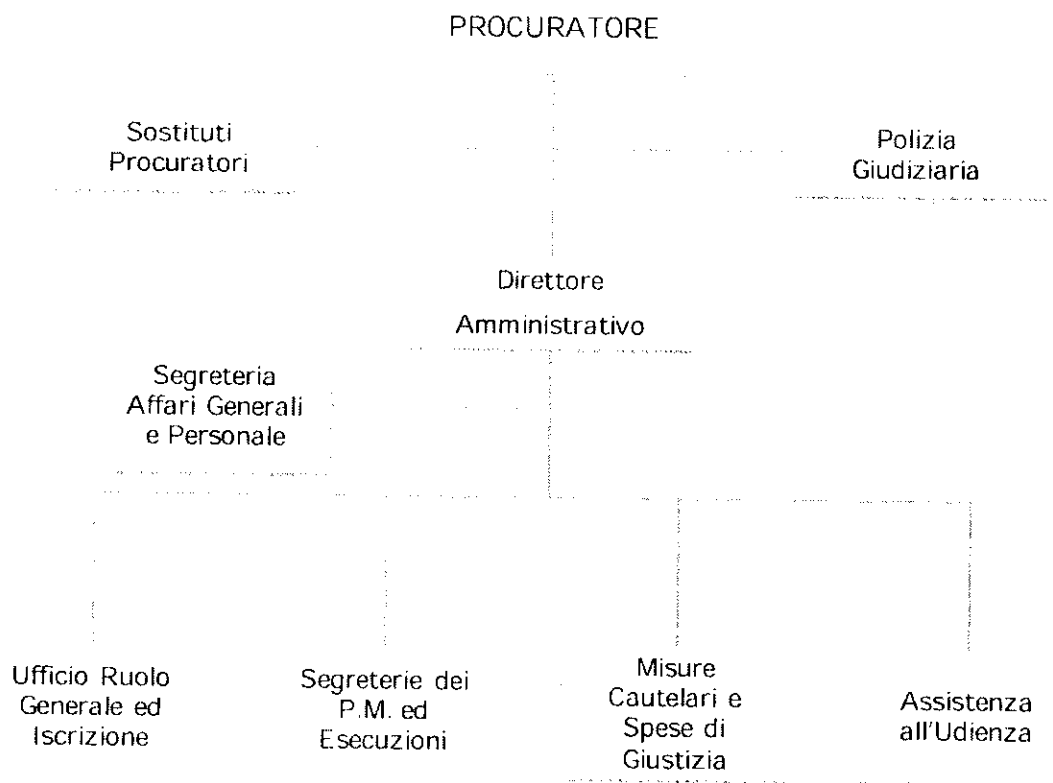 PROCURATORE
Sostituti
Procuratori
Polizia
Giudiziaria
Direttore
Amministrativo
Segreteria
Affari Generali
e Personale
Ufficio Ruolo
Generale ed
Iscrizione
Segreterie dei
P.M. ed
Esecuzioni
Misure
Cautelari e
Spese di
Giustizia
Assistenza
all'Udienza